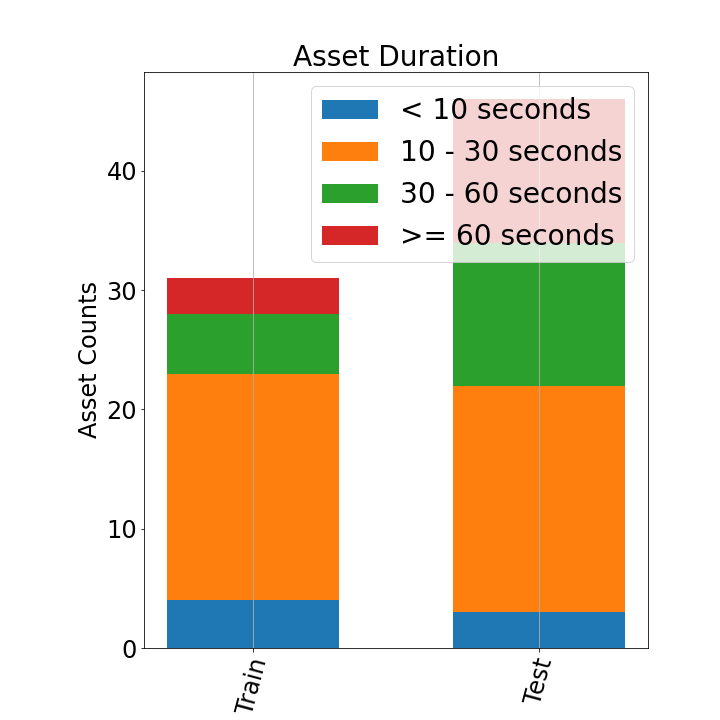 Asset Duration
< 10 seconds
10 - 30 seconds
30 - 60 seconds
>= 60 seconds
Asset Counts
40
30
20
10
0
Train
Test